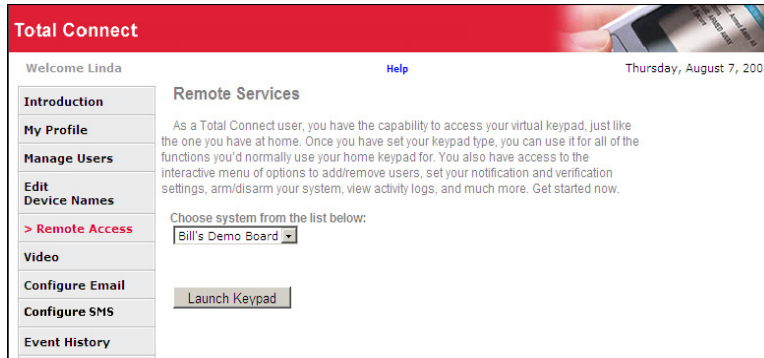 Total Connect
Welcome Linda
Help
Thursday, August 7, 200
Introduction
My Profile
Manage Users
Edit
Device Names
> Remote Access
Video
Configure Email
Configure SMS
Event History
Remote Services
As a Total Connect user, you have the capability to access your virtual keypad, just like
the one you have at home. Once you have set your keypad type, you can use it for all of the
functions you'd normally use your home keypad for. You also have access to the
interactive menu of options to add/remove users, set your notification and verification
settings, arm/disarm your system, view activity logs, and much more. Get started now.
Choose system from the list below:
Bill's Demo Board
Launch Keypad